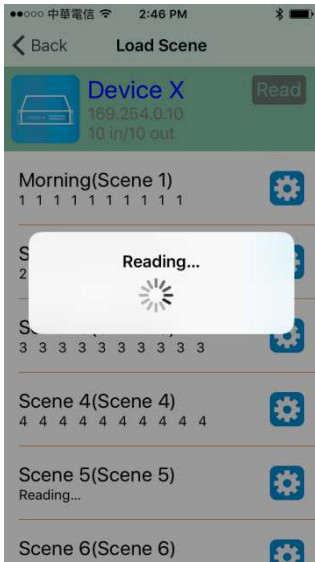 中華電信 2:46 PM
Back Load Scene
Device X Read
169.254.0.10
10 in/10 out
Morning(Scene 1)
1 1 1 1 1 1 1 1 1 1
Reading...
3 3 3 3 3 3 3 3 3 3
Scene 4(Scene 4)
4 4 4 4 4 4 4 4 4 4
Scene 5(Scene 5)
Reading...
Scene 6(Scene 6)